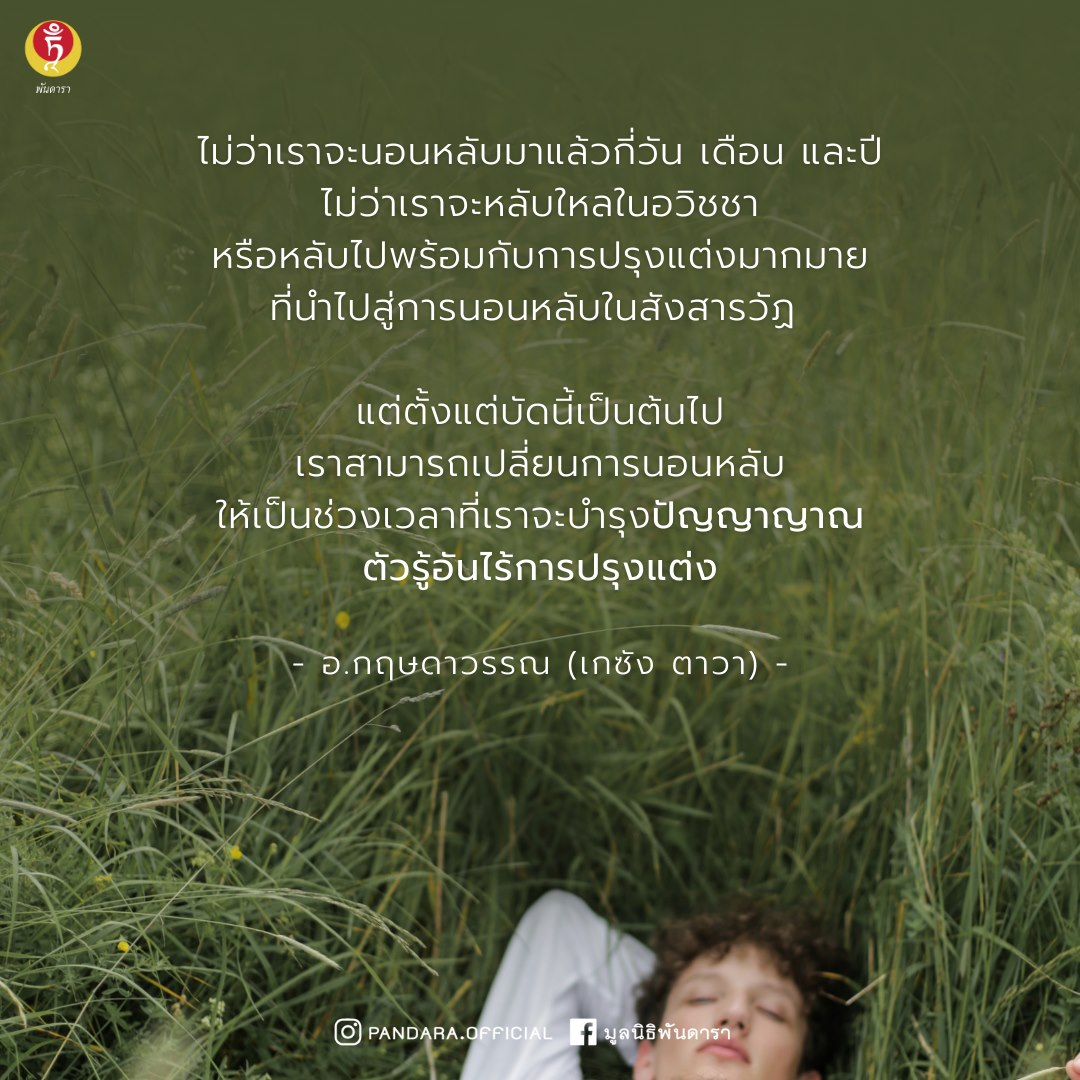 พันดารา
ไม่ว่าเราจะนอนหลับมาแล้วกี่วัน เดือน และปี
ไม่ว่าเราจะหลับใหลในอวิชชา
หรือหลับไปพร้อมกับการปรุงแต่งมากมาย
ที่นำไปสู่การนอนหลับในสังสารวัฏ
แต่ตั้งแต่บัดนี้เป็นต้นไป
เราสามารถเปลี่ยนการนอนหลับ
ให้เป็นช่วงเวลาที่เราจะบำรุงปัญญาญาณ
ตัวรู้อันไร้การปรุงแต่ง
- อ.กฤษดาวรรณ (เกซัง ตาวา) -
PANDARA.OFFICIAL มูลนิธิพันดารา